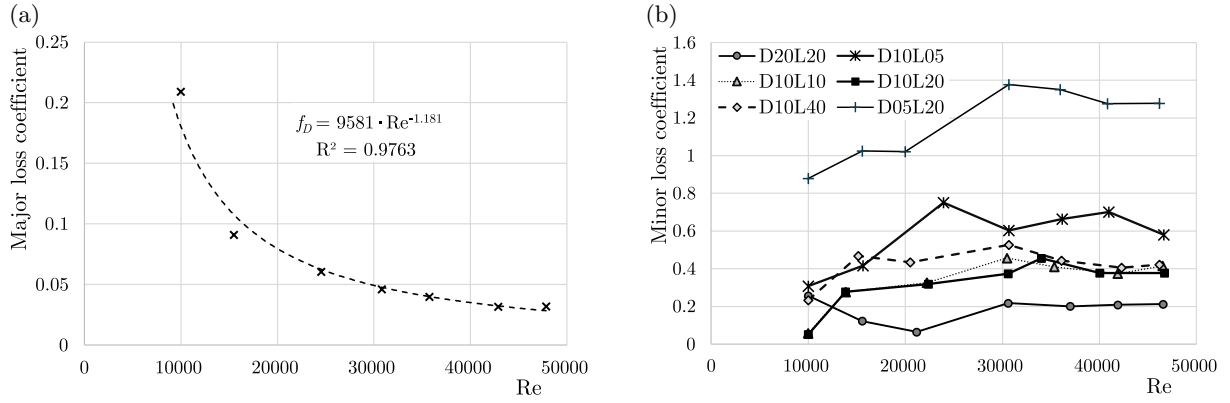 (a)
Major loss coefficient
0.25
0.2
0.15
0.1
0.05
0
f_D = 9581 · Re^-1.181
R² = 0.9763
0 10000 20000 30000 40000 50000
Re
(b)
Minor loss coefficient
1.6
1.4
1.2
1
0.8
0.6
0.4
0.2
0
D20L20 D10L05
D10L10 D10L20
D10L40 D05L20
0 10000 20000 30000 40000 50000
Re